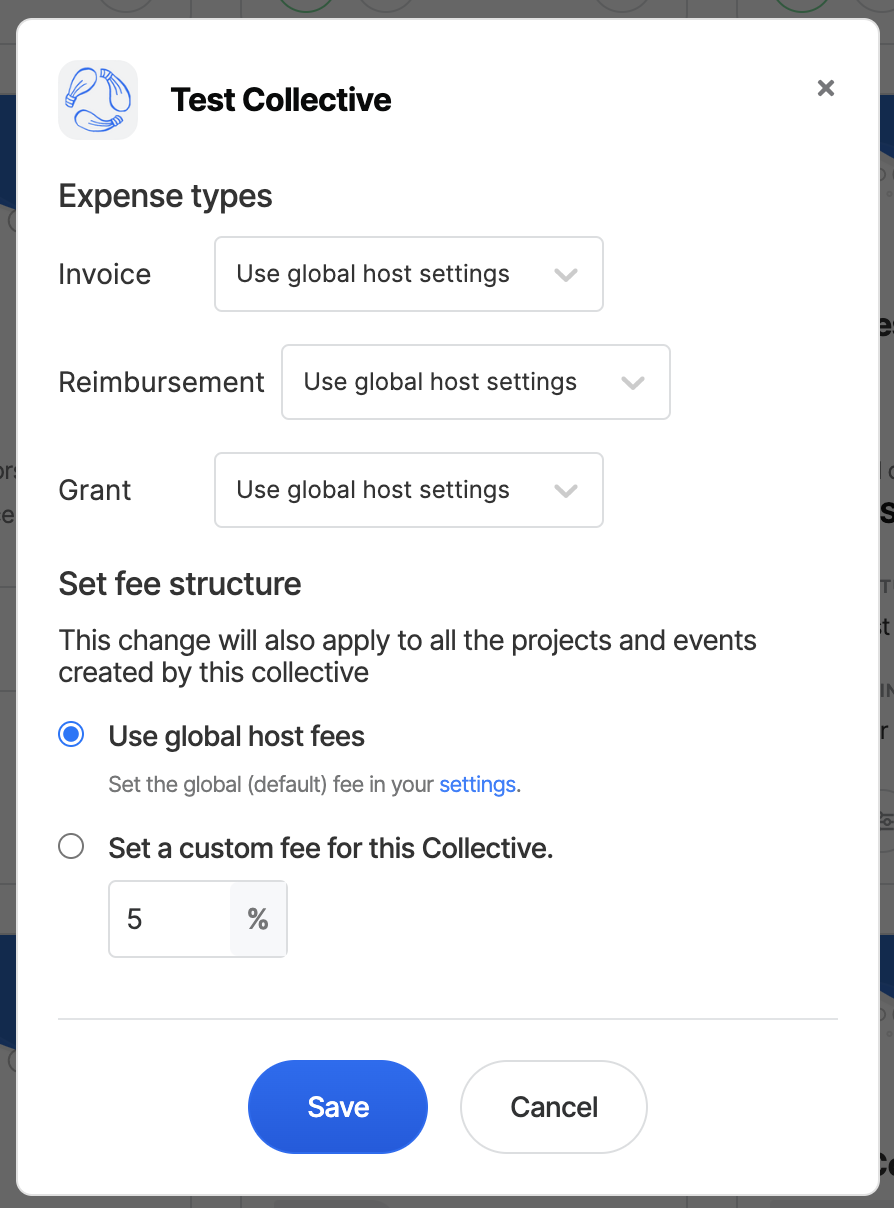 Test Collective
Expense types
Invoice
Use global host settings
Reimbursement
Use global host settings
Grant
Use global host settings
Set fee structure
This change will also apply to all the projects and events
created by this collective
Use global host fees
Set the global (default) fee in your settings.
Set a custom fee for this Collective.
5 %
Save
Cancel